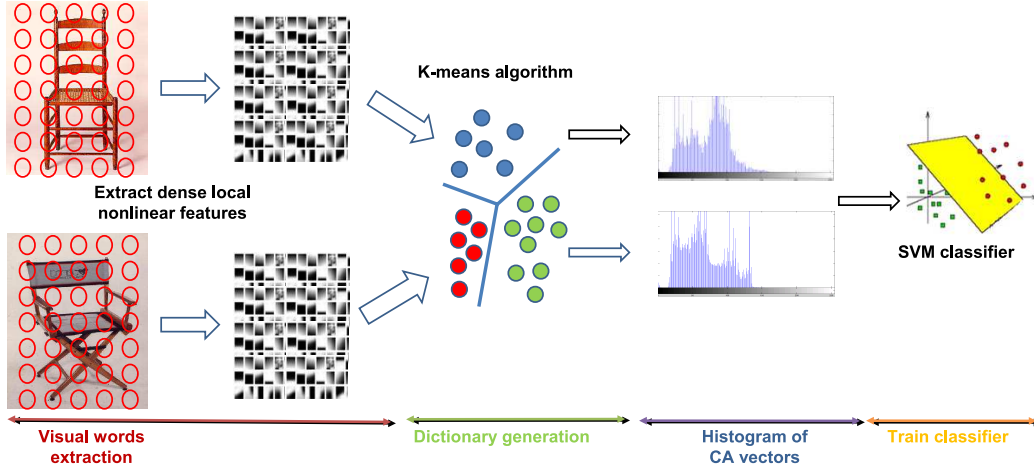 K-means algorithm
Extract dense local
nonlinear features
SVM classifier
Visual words
extraction
Dictionary generation
Histogram of
CA vectors
Train classifier